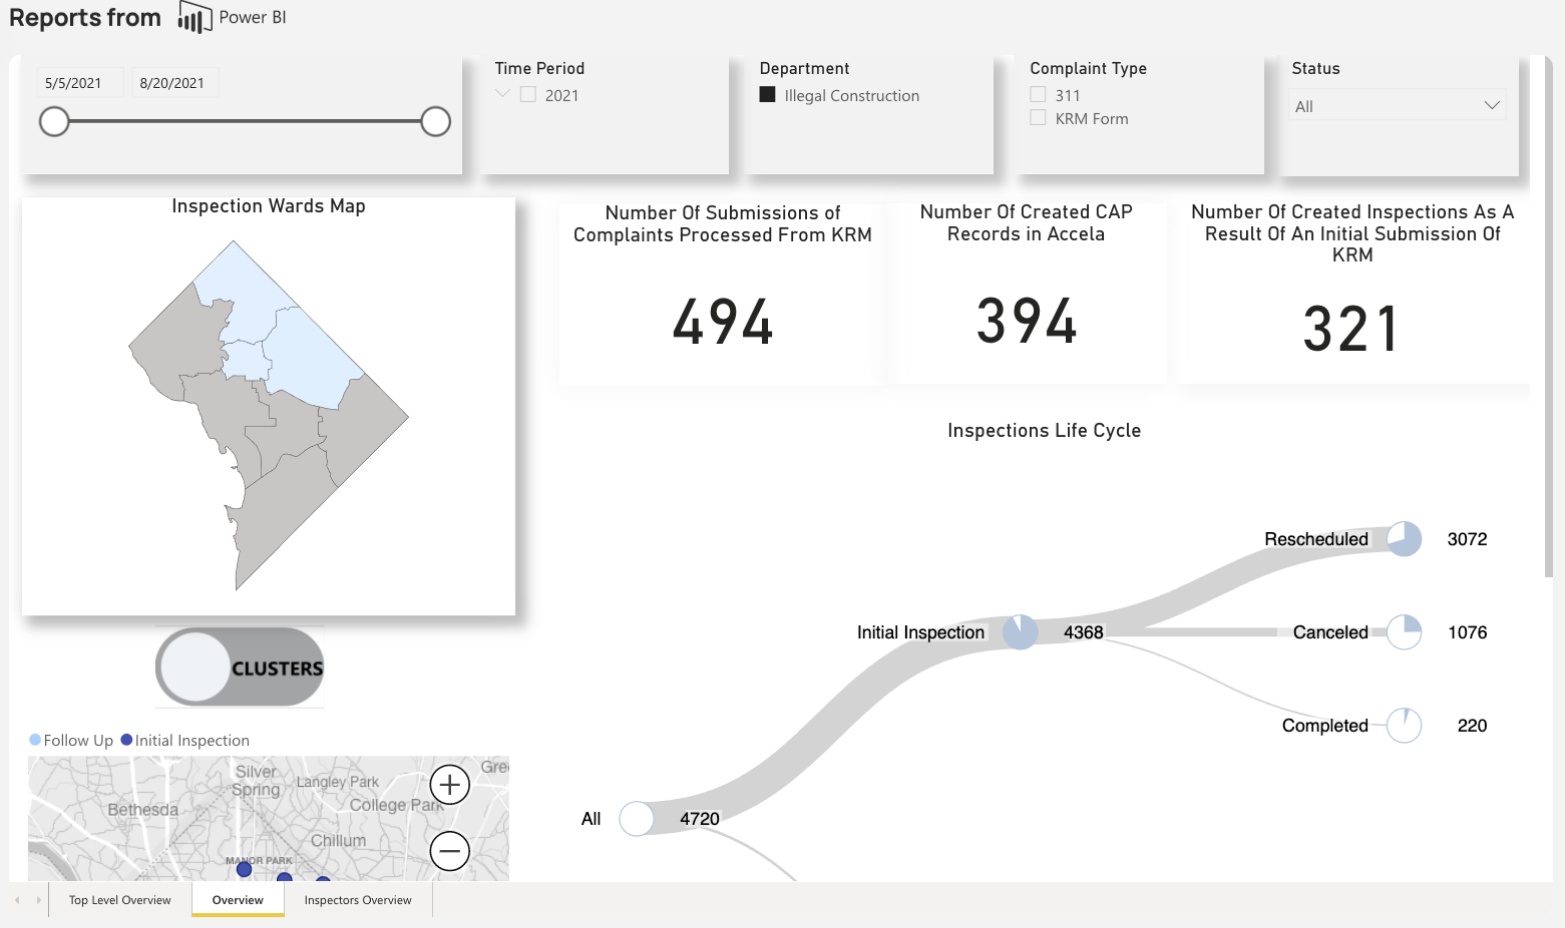 Reports from Power BI
5/5/2021 8/20/2021
Time Period
2021
Department
Illegal Construction
Complaint Type
311
KRM Form
Status
All
Inspection Wards Map
Number Of Submissions of
Complaints Processed From KRM
494
Number Of Created CAP
Records in Accela
394
Number Of Created Inspections As A
Result Of An Initial Submission Of
KRM
321
Inspections Life Cycle
Rescheduled 3072
Initial Inspection 4368
Canceled 1076
Completed 220
All 4720
CLUSTERS
Follow Up Initial Inspection
Silver
Spring
Langley Park
Gre
Bethesda
College Park
Chillum
MANOR PARK
Top Level Overview Overview Inspectors Overview